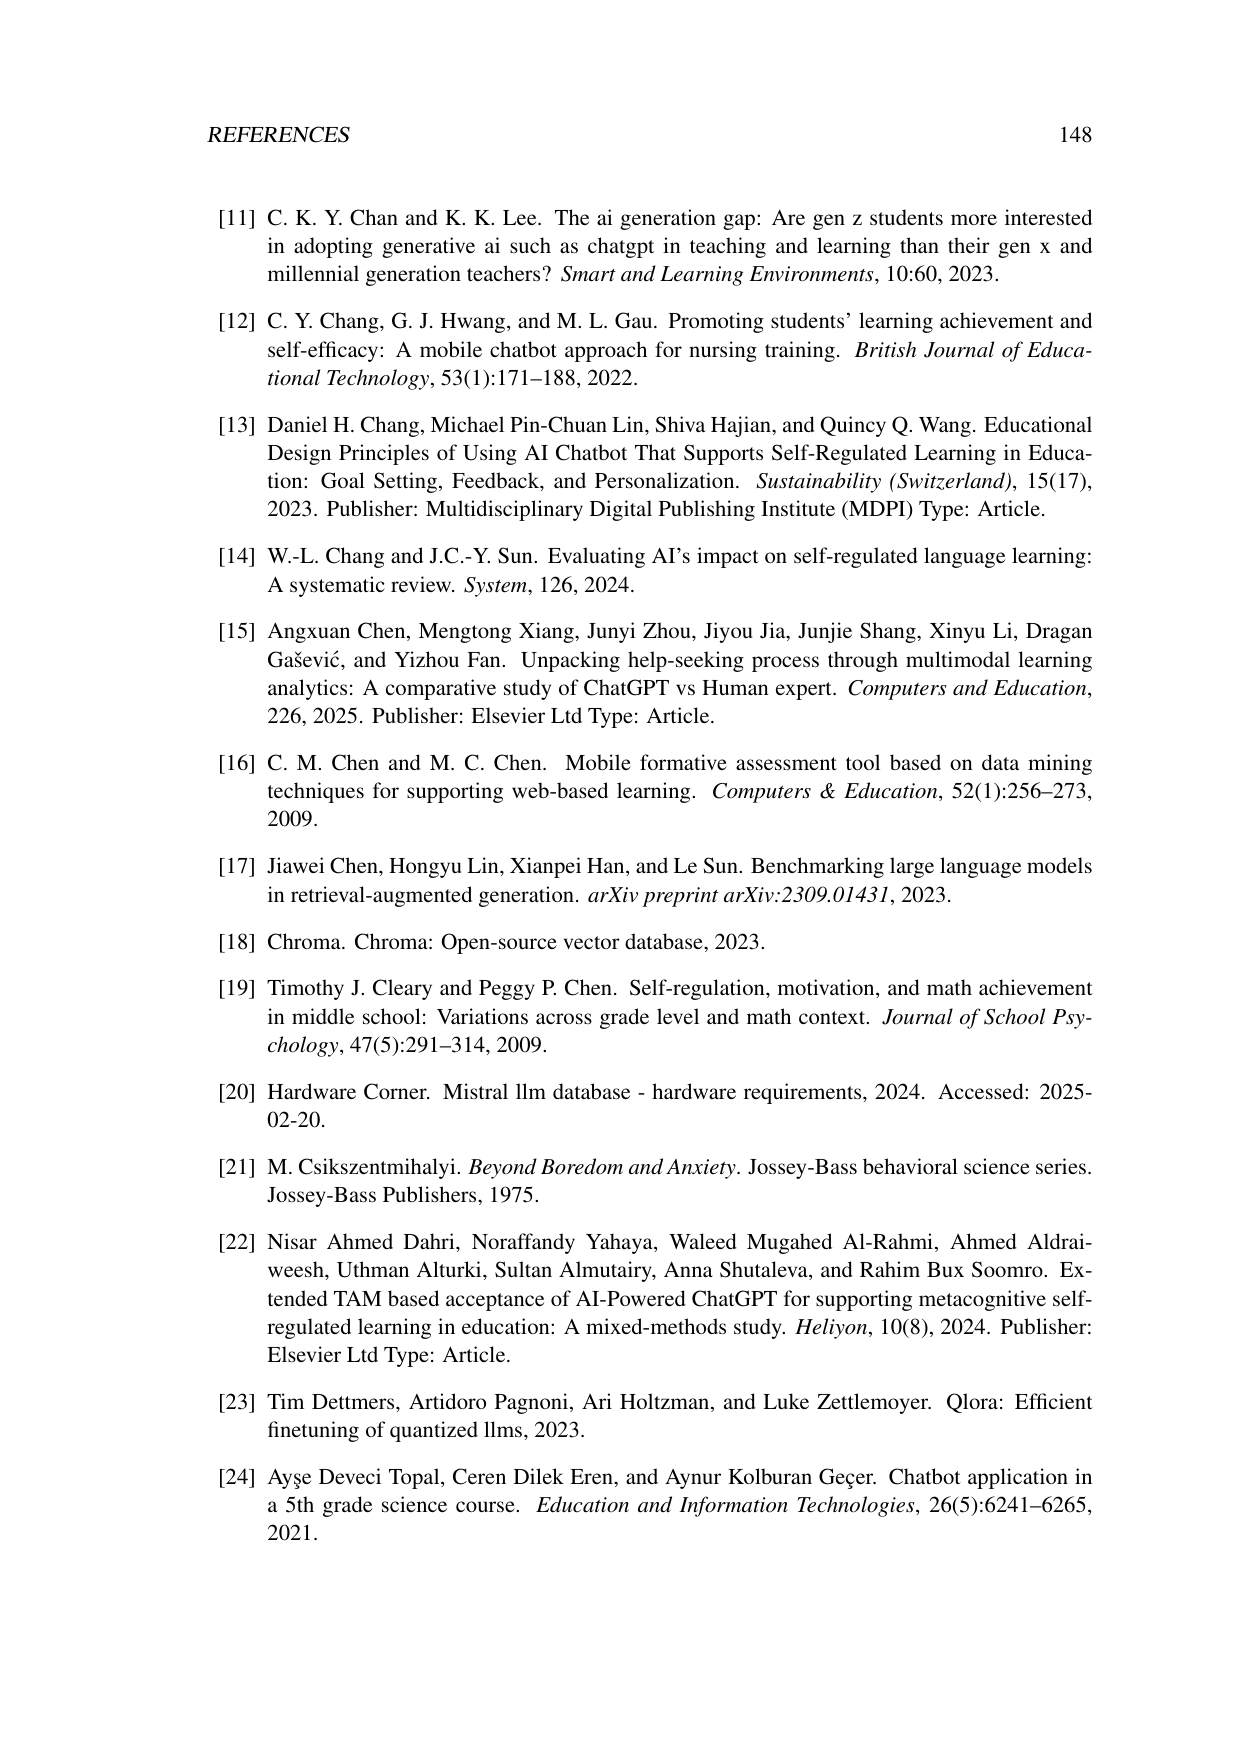 REFERENCES 148
[11] C. K. Y. Chan and K. K. Lee. The ai generation gap: Are gen z students more interested
in adopting generative ai such as chatgpt in teaching and learning than their gen x and
millennial generation teachers? Smart and Learning Environments, 10:60, 2023.
[12] C. Y. Chang, G. J. Hwang, and M. L. Gau. Promoting students’ learning achievement and
self-efficacy: A mobile chatbot approach for nursing training. British Journal of Educa-
tional Technology, 53(1):171–188, 2022.
[13] Daniel H. Chang, Michael Pin-Chuan Lin, Shiva Hajian, and Quincy Q. Wang. Educational
Design Principles of Using AI Chatbot That Supports Self-Regulated Learning in Educa-
tion: Goal Setting, Feedback, and Personalization. Sustainability (Switzerland), 15(17),
2023. Publisher: Multidisciplinary Digital Publishing Institute (MDPI) Type: Article.
[14] W.-L. Chang and J.C.-Y. Sun. Evaluating AI’s impact on self-regulated language learning:
A systematic review. System, 126, 2024.
[15] Angxuan Chen, Mengtong Xiang, Junyi Zhou, Jiyou Jia, Junjie Shang, Xinyu Li, Dragan
Gašević, and Yizhou Fan. Unpacking help-seeking process through multimodal learning
analytics: A comparative study of ChatGPT vs Human expert. Computers and Education,
226, 2025. Publisher: Elsevier Ltd Type: Article.
[16] C. M. Chen and M. C. Chen. Mobile formative assessment tool based on data mining
techniques for supporting web-based learning. Computers & Education, 52(1):256–273,
2009.
[17] Jiawei Chen, Hongyu Lin, Xianpei Han, and Le Sun. Benchmarking large language models
in retrieval-augmented generation. arXiv preprint arXiv:2309.01431, 2023.
[18] Chroma. Chroma: Open-source vector database, 2023.
[19] Timothy J. Cleary and Peggy P. Chen. Self-regulation, motivation, and math achievement
in middle school: Variations across grade level and math context. Journal of School Psy-
chology, 47(5):291–314, 2009.
[20] Hardware Corner. Mistral llm database - hardware requirements, 2024. Accessed: 2025-
02-20.
[21] M. Csikszentmihalyi. Beyond Boredom and Anxiety. Jossey-Bass behavioral science series.
Jossey-Bass Publishers, 1975.
[22] Nisar Ahmed Dahri, Noraffandy Yahaya, Waleed Mugahed Al-Rahmi, Ahmed Aldrai-
weesh, Uthman Alturki, Sultan Almutairy, Anna Shutaleva, and Rahim Bux Soomro. Ex-
tended TAM based acceptance of AI-Powered ChatGPT for supporting metacognitive self-
regulated learning in education: A mixed-methods study. Heliyon, 10(8), 2024. Publisher:
Elsevier Ltd Type: Article.
[23] Tim Dettmers, Artidoro Pagnoni, Ari Holtzman, and Luke Zettlemoyer. Qlora: Efficient
finetuning of quantized llms, 2023.
[24] Ayşe Deveci Topal, Ceren Dilek Eren, and Aynur Kolburan Geçer. Chatbot application in
a 5th grade science course. Education and Information Technologies, 26(5):6241–6265,
2021.